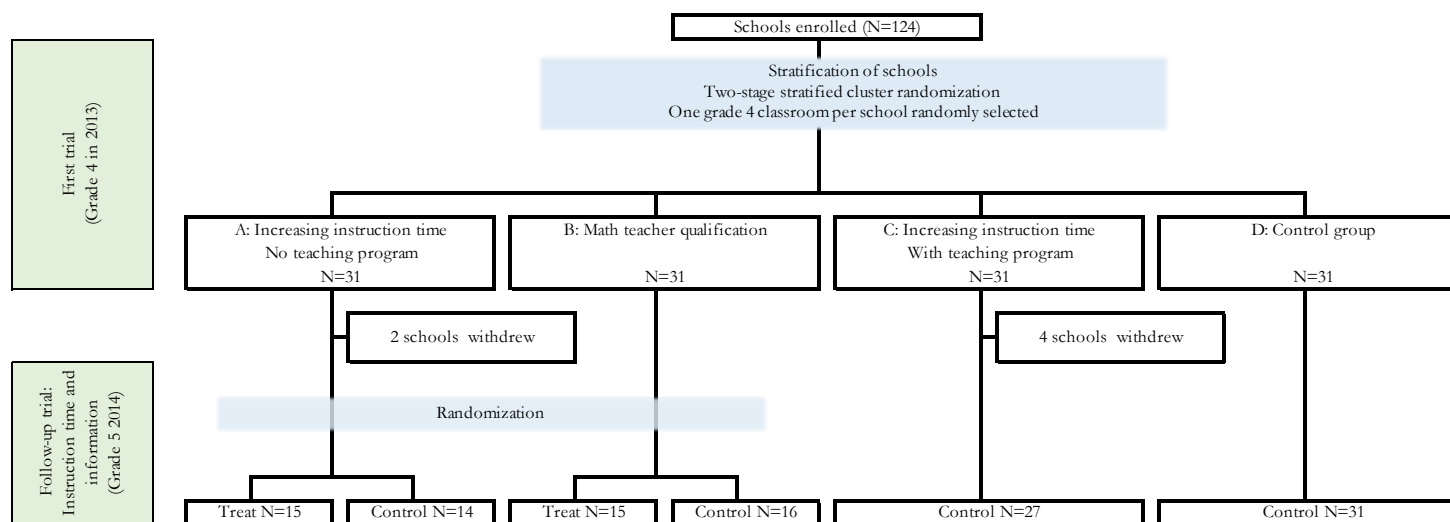 Schools enrolled (N=124)
Stratification of schools
Two-stage stratified cluster randomization
One grade 4 classroom per school randomly selected
First trial
(Grade 4 in 2013)
A: Increasing instruction time
No teaching program
N=31
B: Math teacher qualification
N=31
C: Increasing instruction time
With teaching program
N=31
D: Control group
N=31
2 schools withdrew
4 schools withdrew
Follow-up trial:
Instruction time and
information
(Grade 5 2014)
Randomization
Treat N=15
Control N=14
Treat N=15
Control N=16
Control N=27
Control N=31